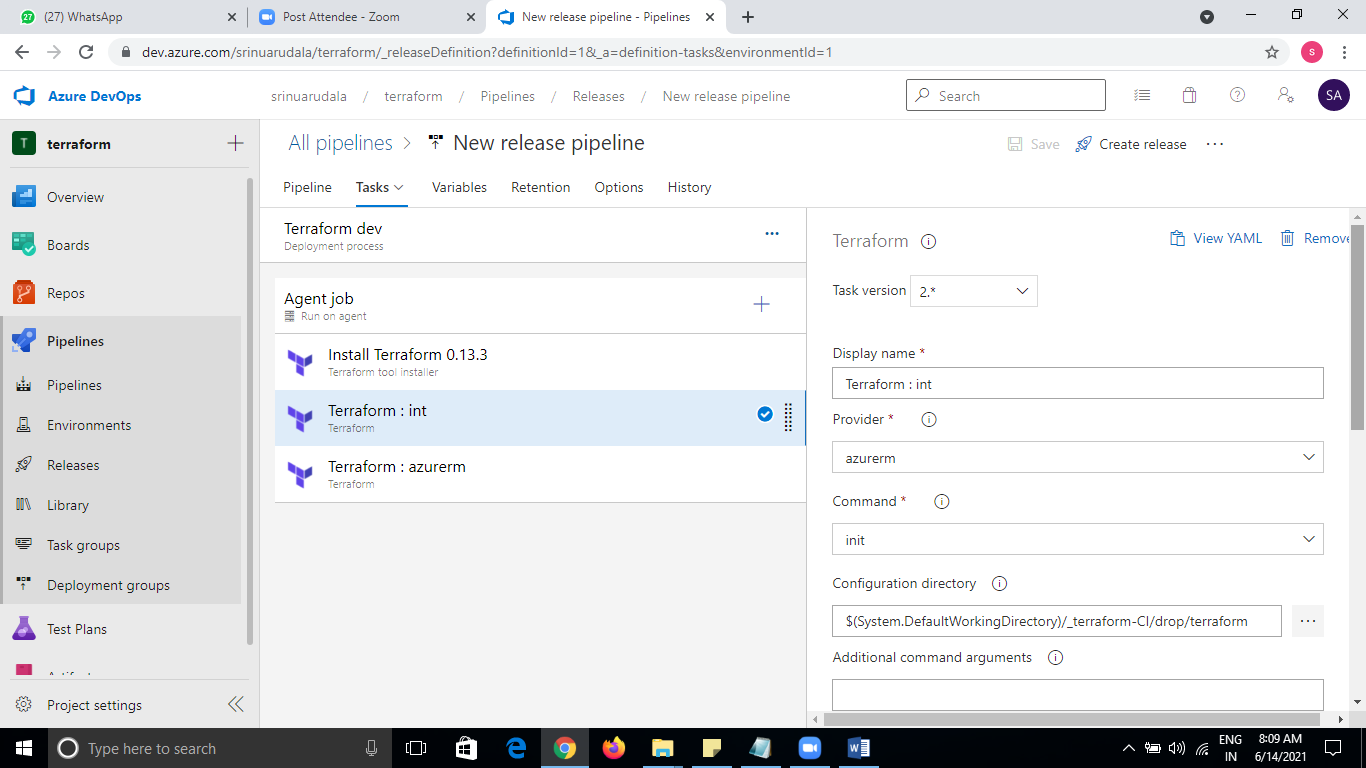 27
(27) WhatsApp
Post Attendee - Zoom
New release pipeline - Pipelines
dev.azure.com/srinuarudala/terraform/_releaseDefinition?definitionId=1&_a=definition-tasks&environmentId=1
s
Azure DevOps
srinuarudala / terraform / Pipelines / Releases / New release pipeline
Search
SA
T
terraform
Overview
Boards
Repos
Pipelines
Pipelines
Environments
Releases
Library
Task groups
Deployment groups
Test Plans
Project settings
All pipelines > New release pipeline
Save
Create release
Pipeline
Tasks
Variables
Retention
Options
History
Terraform dev
Deployment process
Agent job
Run on agent
Install Terraform 0.13.3
Terraform tool installer
Terraform : int
Terraform
Terraform : azurerm
Terraform
Terraform
View YAML
Remove
Task version
2.*
Display name *
Terraform : int
Provider *
azurerm
Command *
init
Configuration directory
$(System.DefaultWorkingDirectory)/_terraform-CI/drop/terraform
Additional command arguments
Type here to search
ENG
IN
8:09 AM
6/14/2021